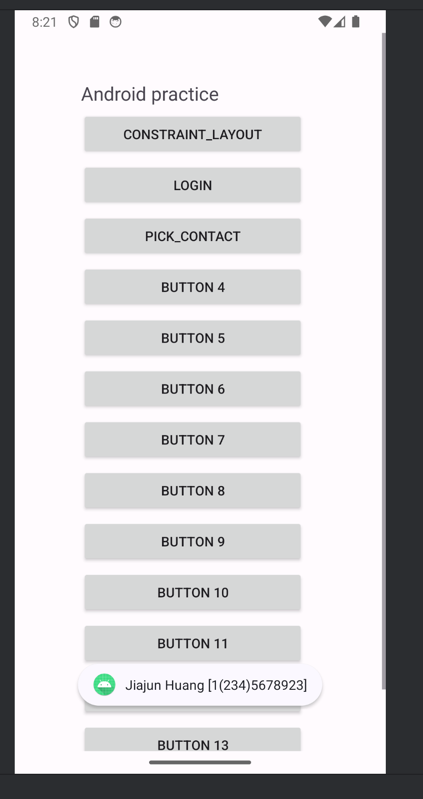 8:21
Android practice
CONSTRAINT_LAYOUT
LOGIN
PICK_CONTACT
BUTTON 4
BUTTON 5
BUTTON 6
BUTTON 7
BUTTON 8
BUTTON 9
BUTTON 10
BUTTON 11
Jiajun Huang [1(234)5678923]
BUTTON 13